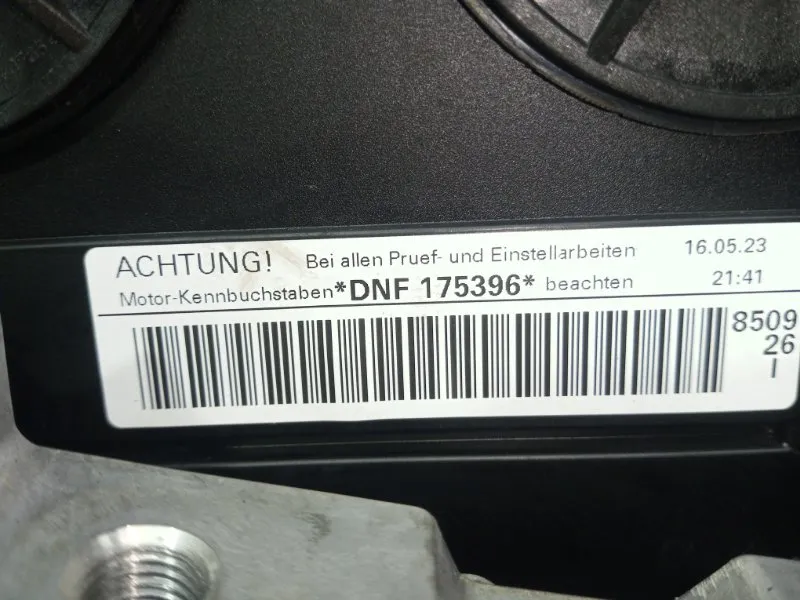 ACHTUNG! Bei allen Pruef- und Einstellarbeiten 16.05.23
Motor-Kennbuchstaben *DNF 175396* beachten 21:41
8509
26
I